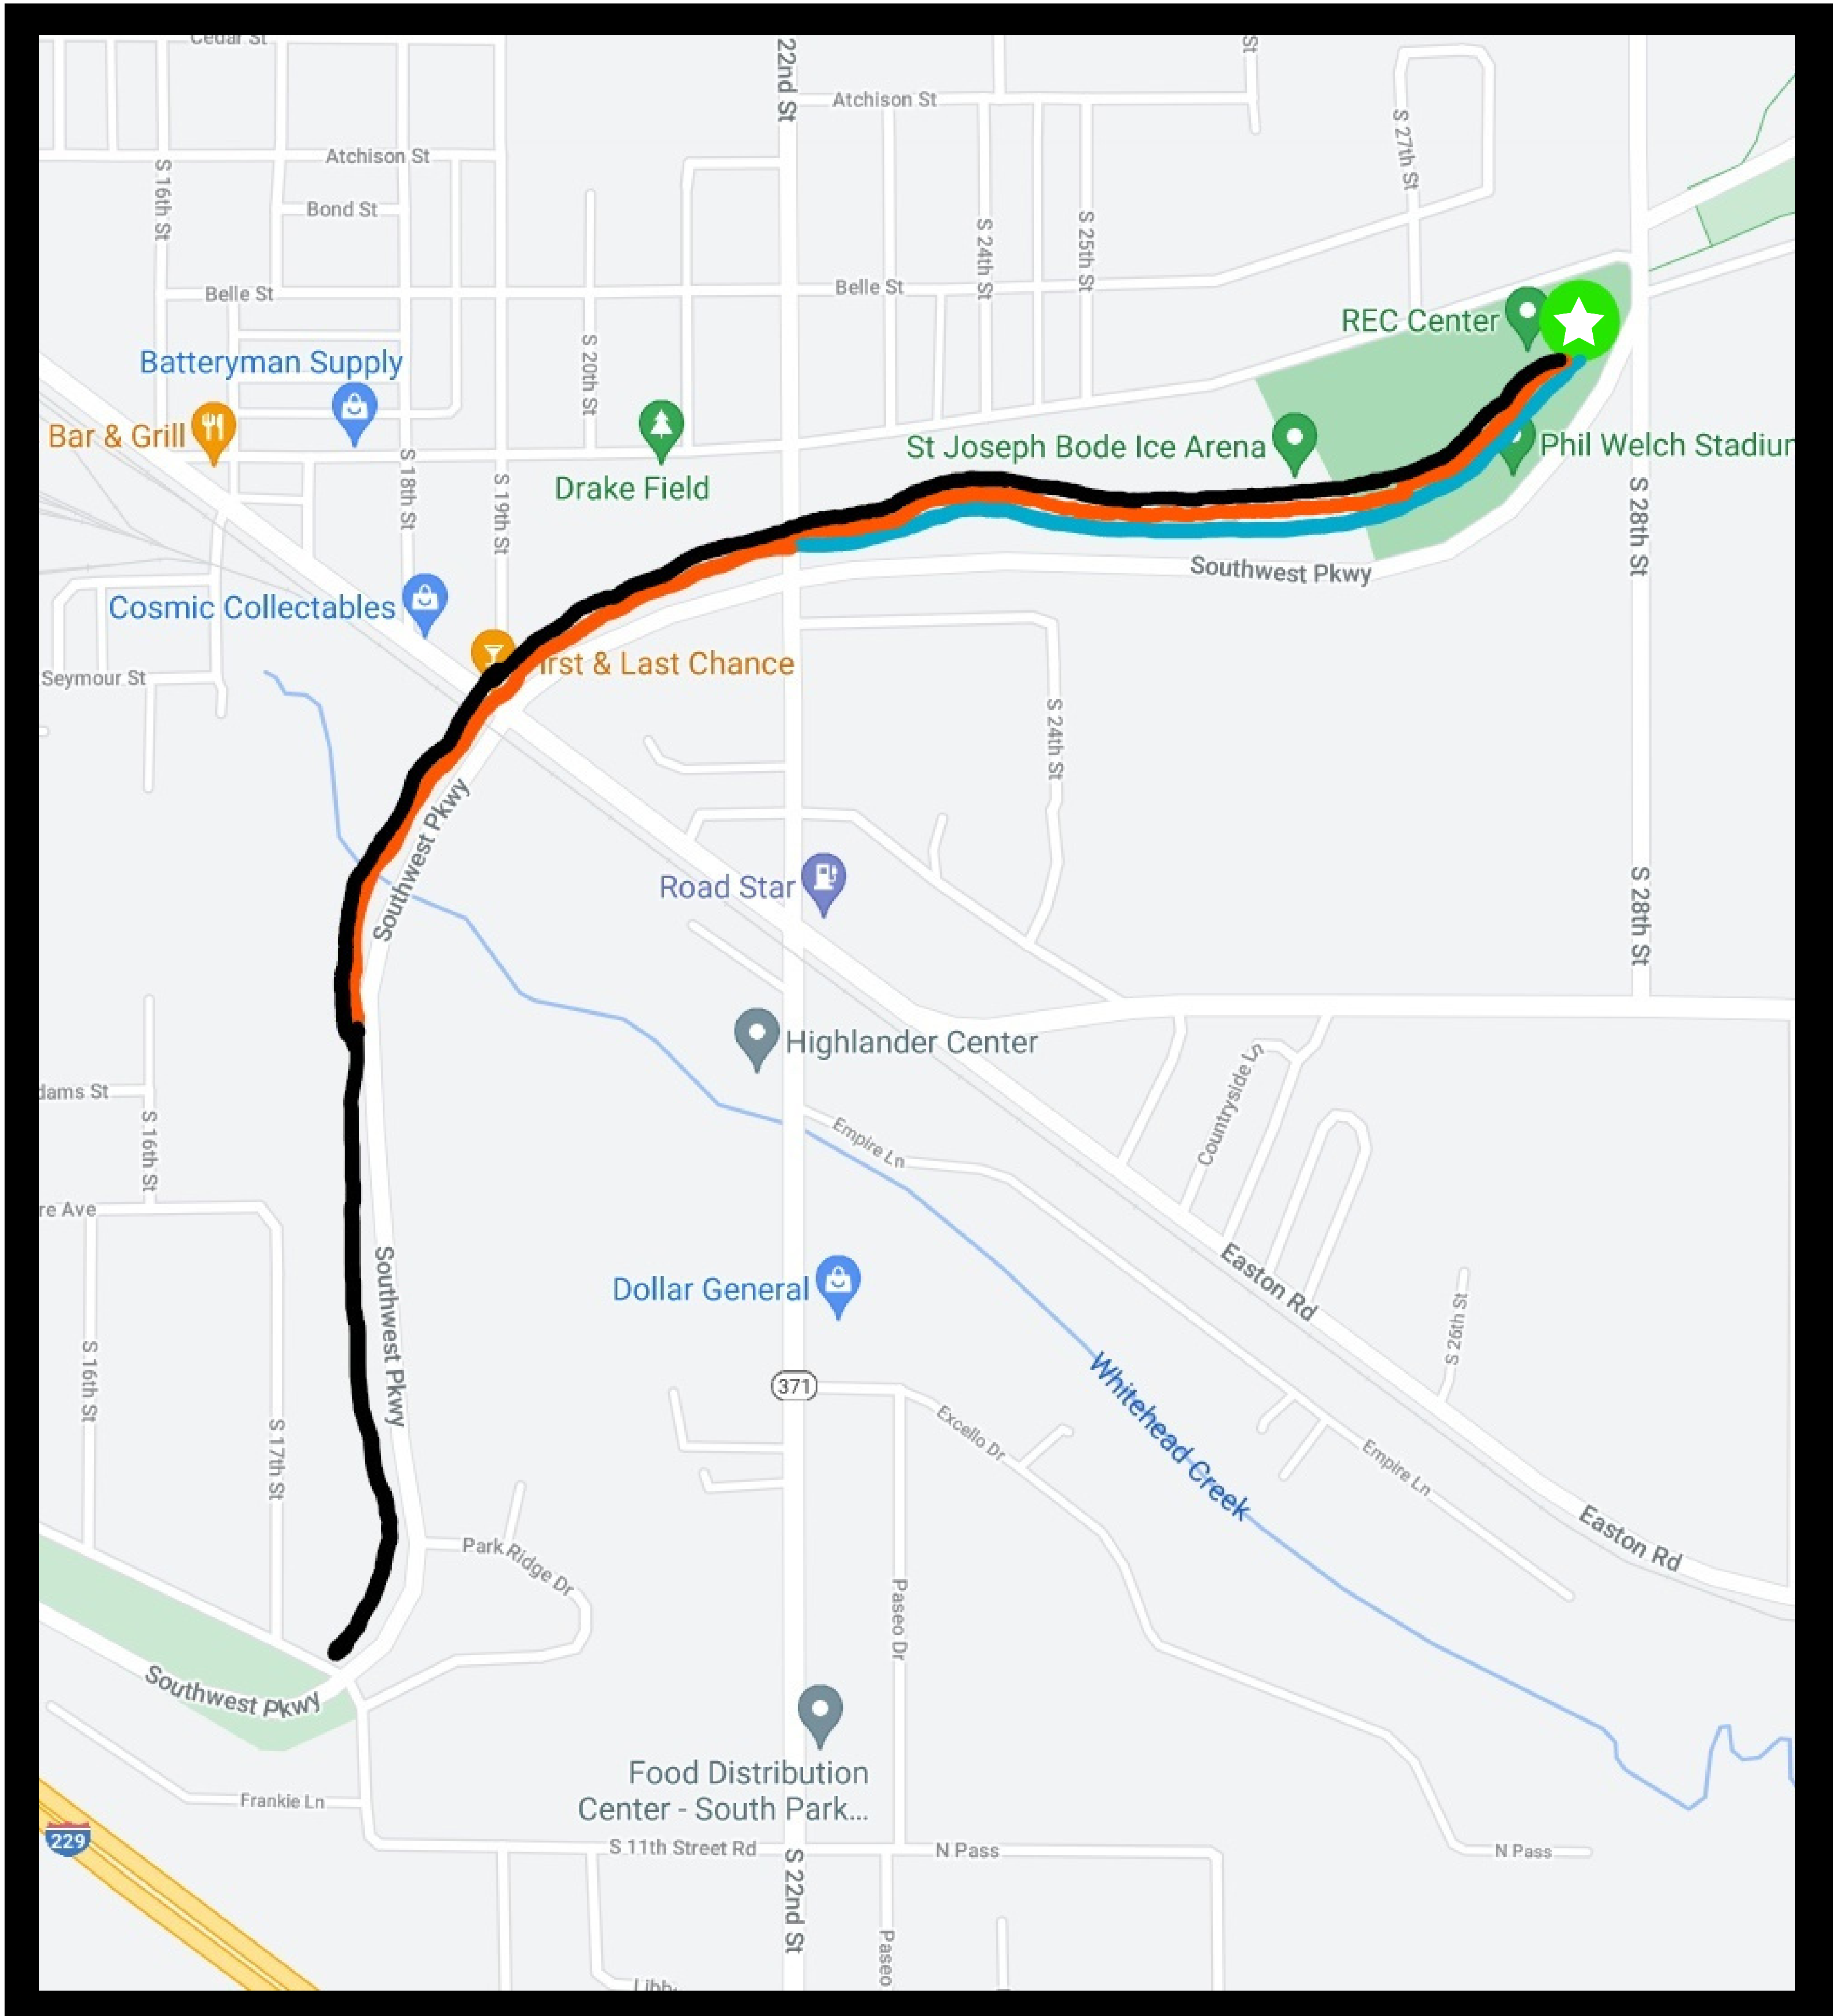 Cedar St
22nd St
St
Atchison St
S 27th St
Atchison St
S 16th St
Bond St
S 24th St
S 25th St
Belle St
Belle St
REC Center
S 20th St
Batteryman Supply
Bar & Grill
St Joseph Bode Ice Arena
Phil Welch Stadiu
Drake Field
S 18th St
S 19th St
S 28th St
Southwest Pkwy
Cosmic Collectables
irst & Last Chance
Seymour St
S 24th St
Southwest Pkwy
Road Star
S 28th St
Highlander Center
dams St
Countryside Ln
S 16th St
Empire Ln
re Ave
Southwest Pkwy
Dollar General
Easton Rd
S 26th St
S 16th St
371
Whitehead Creek
S 17th St
Excello Dr
Empire Ln
Park Ridge Dr
Easton Rd
Paseo Dr
Southwest Pkwy
Food Distribution
Center - South Park...
Frankie Ln
229
S 11th Street Rd
N Pass
N Pass
S 22nd St
Paseo
Libb